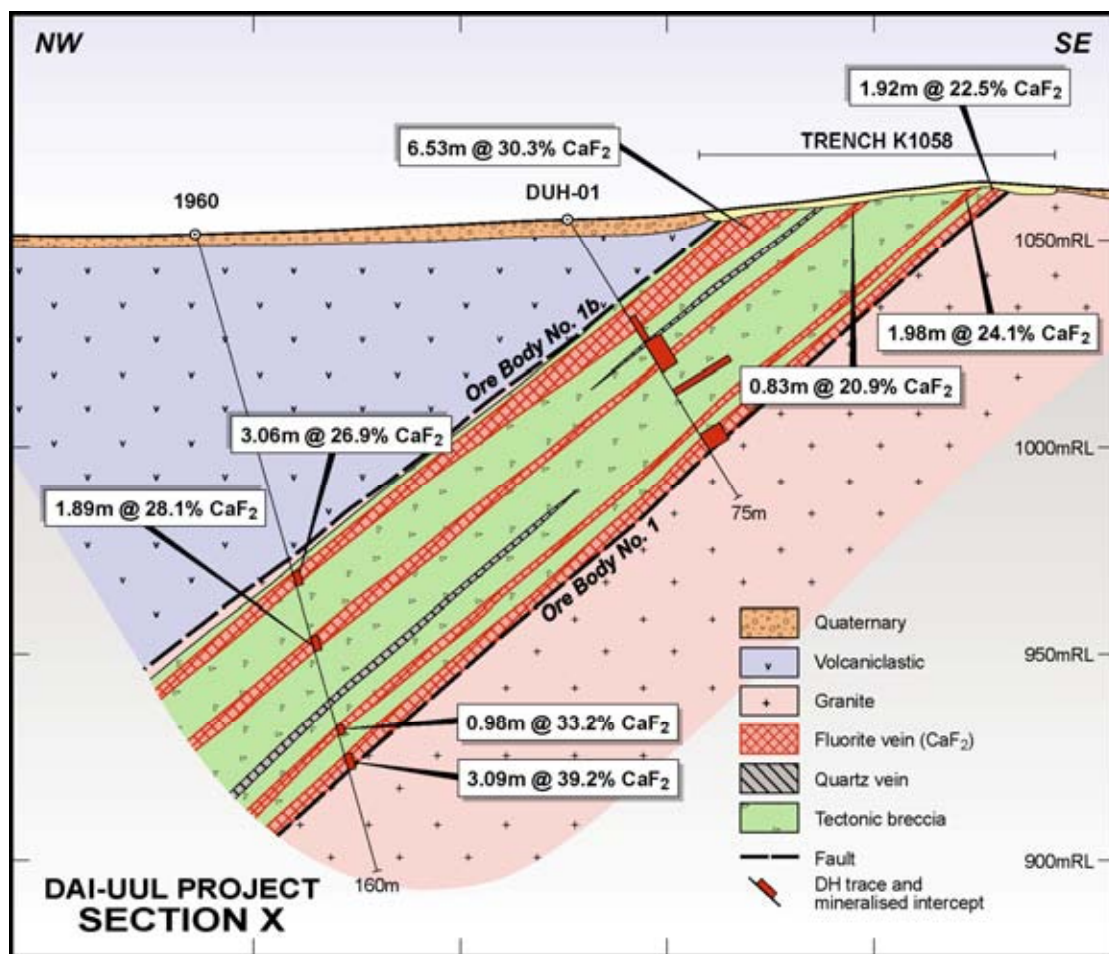 NW
SE
1.92m @ 22.5% CaF₂
6.53m @ 30.3% CaF₂
TRENCH K1058
1960
DUH-01
1050mRL
Ore Body No. 1b
1.98m @ 24.1% CaF₂
0.83m @ 20.9% CaF₂
3.06m @ 26.9% CaF₂
1000mRL
1.89m @ 28.1% CaF₂
75m
Ore Body No. 1
Quaternary
950mRL
Volcaniclastic
Granite
0.98m @ 33.2% CaF₂
Fluorite vein (CaF₂)
3.09m @ 39.2% CaF₂
Quartz vein
Tectonic breccia
Fault
900mRL
DH trace and
mineralised intercept
160m
DAI-UUL PROJECT
SECTION X